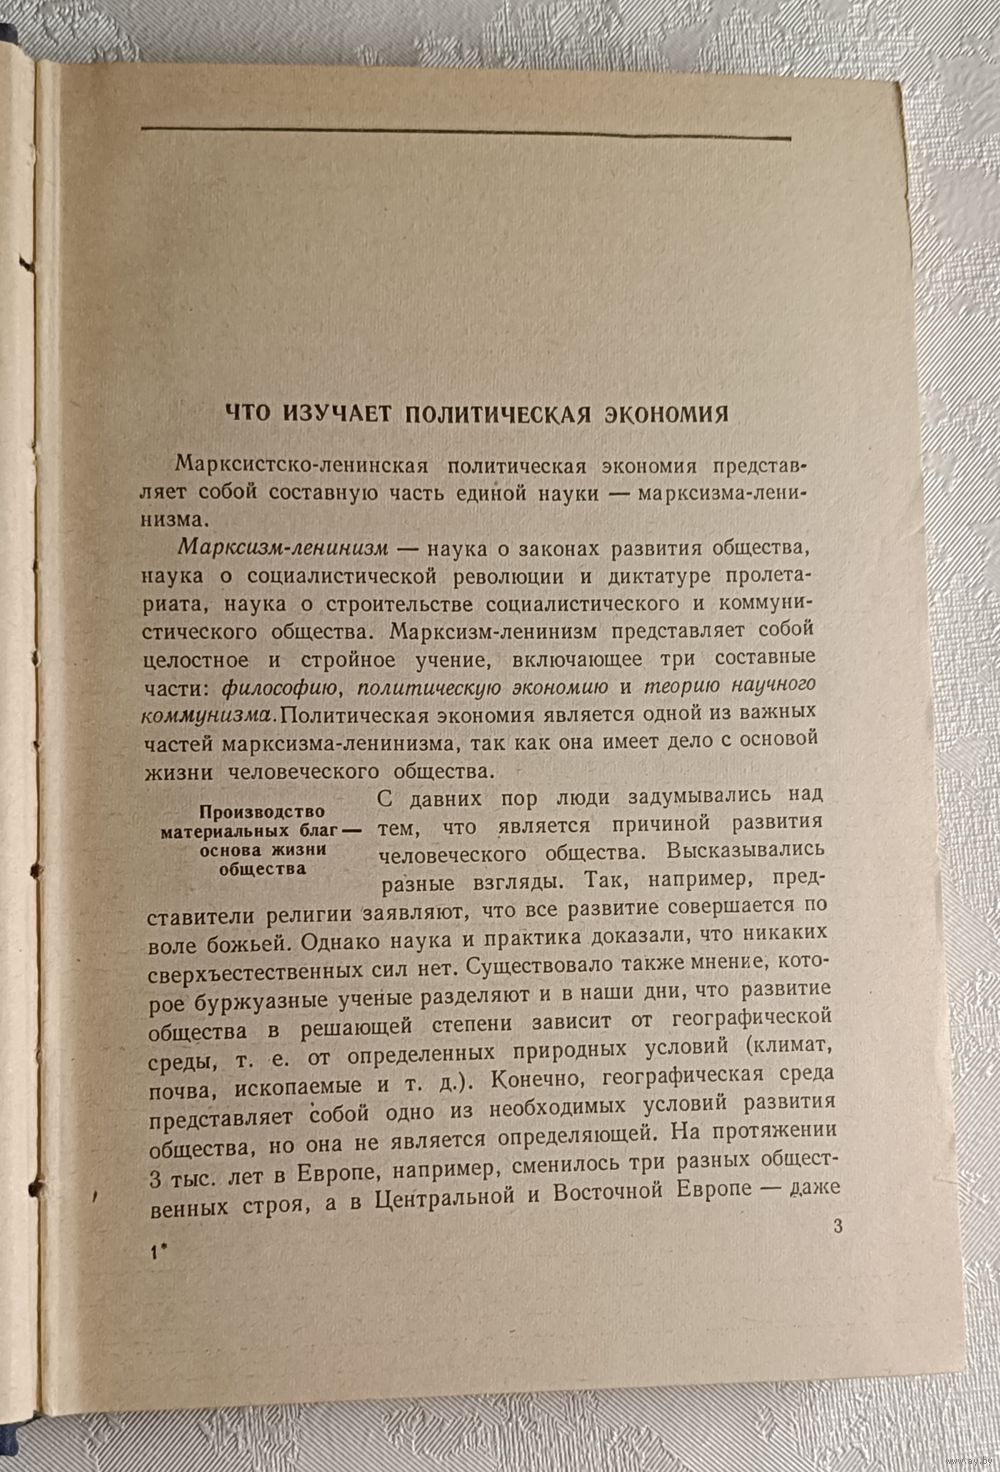 ЧТО ИЗУЧАЕТ ПОЛИТИЧЕСКАЯ ЭКОНОМИЯ
Марксистско-ленинская политическая экономия представ-
ляет собой составную часть единой науки — марксизма-лени-
низма.
Марксизм-ленинизм — наука о законах развития общества,
наука о социалистической революции и диктатуре пролета-
риата, наука о строительстве социалистического и коммуни-
стического общества. Марксизм-ленинизм представляет собой
целостное и стройное учение, включающее три составные
части: философию, политическую экономию и теорию научного
коммунизма. Политическая экономия является одной из важных
частей марксизма-ленинизма, так как она имеет дело с основой
жизни человеческого общества.
Производство
материальных благ —
основа жизни
общества
С давних пор люди задумывались над
тем, что является причиной развития
человеческого общества. Высказывались
разные взгляды. Так, например, пред-
ставители религии заявляют, что все развитие совершается по
воле божьей. Однако наука и практика доказали, что никаких
сверхъестественных сил нет. Существовало также мнение, кото-
рое буржуазные ученые разделяют и в наши дни, что развитие
общества в решающей степени зависит от географической
среды, т. е. от определенных природных условий (климат,
почва, ископаемые и т. д.). Конечно, географическая среда
представляет собой одно из необходимых условий развития
общества, но она не является определяющей. На протяжении
3 тыс. лет в Европе, например, сменилось три разных общест-
венных строя, а в Центральной и Восточной Европе — даже
1*
3
www.ay.by